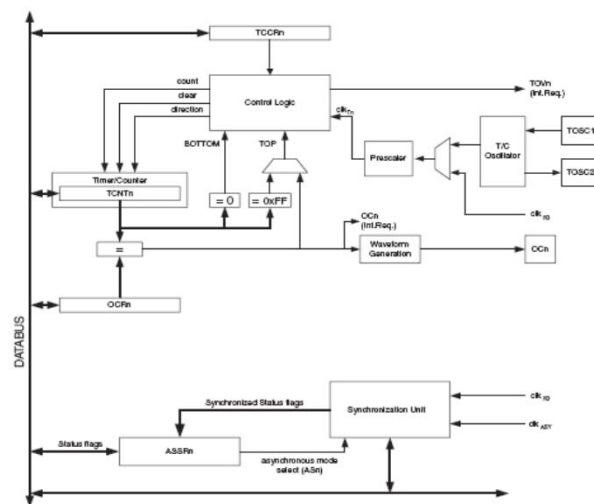 TCCRn
count
clear
direction
Control Logic
TOVn
(Int.Req.)
clkTn
BOTTOM
TOP
Prescaler
T/C
Oscillator
TOSC1
TOSC2
Timer/Counter
TCNTn
= 0
= 0xFF
OCn
(Int.Req.)
clkI/O
=
Waveform
Generation
OCn
OCRn
DATABUS
Synchronized Status flags
Synchronization Unit
clkI/O
clkASY
Status flags
ASSRn
asynchronous mode
select (ASn)